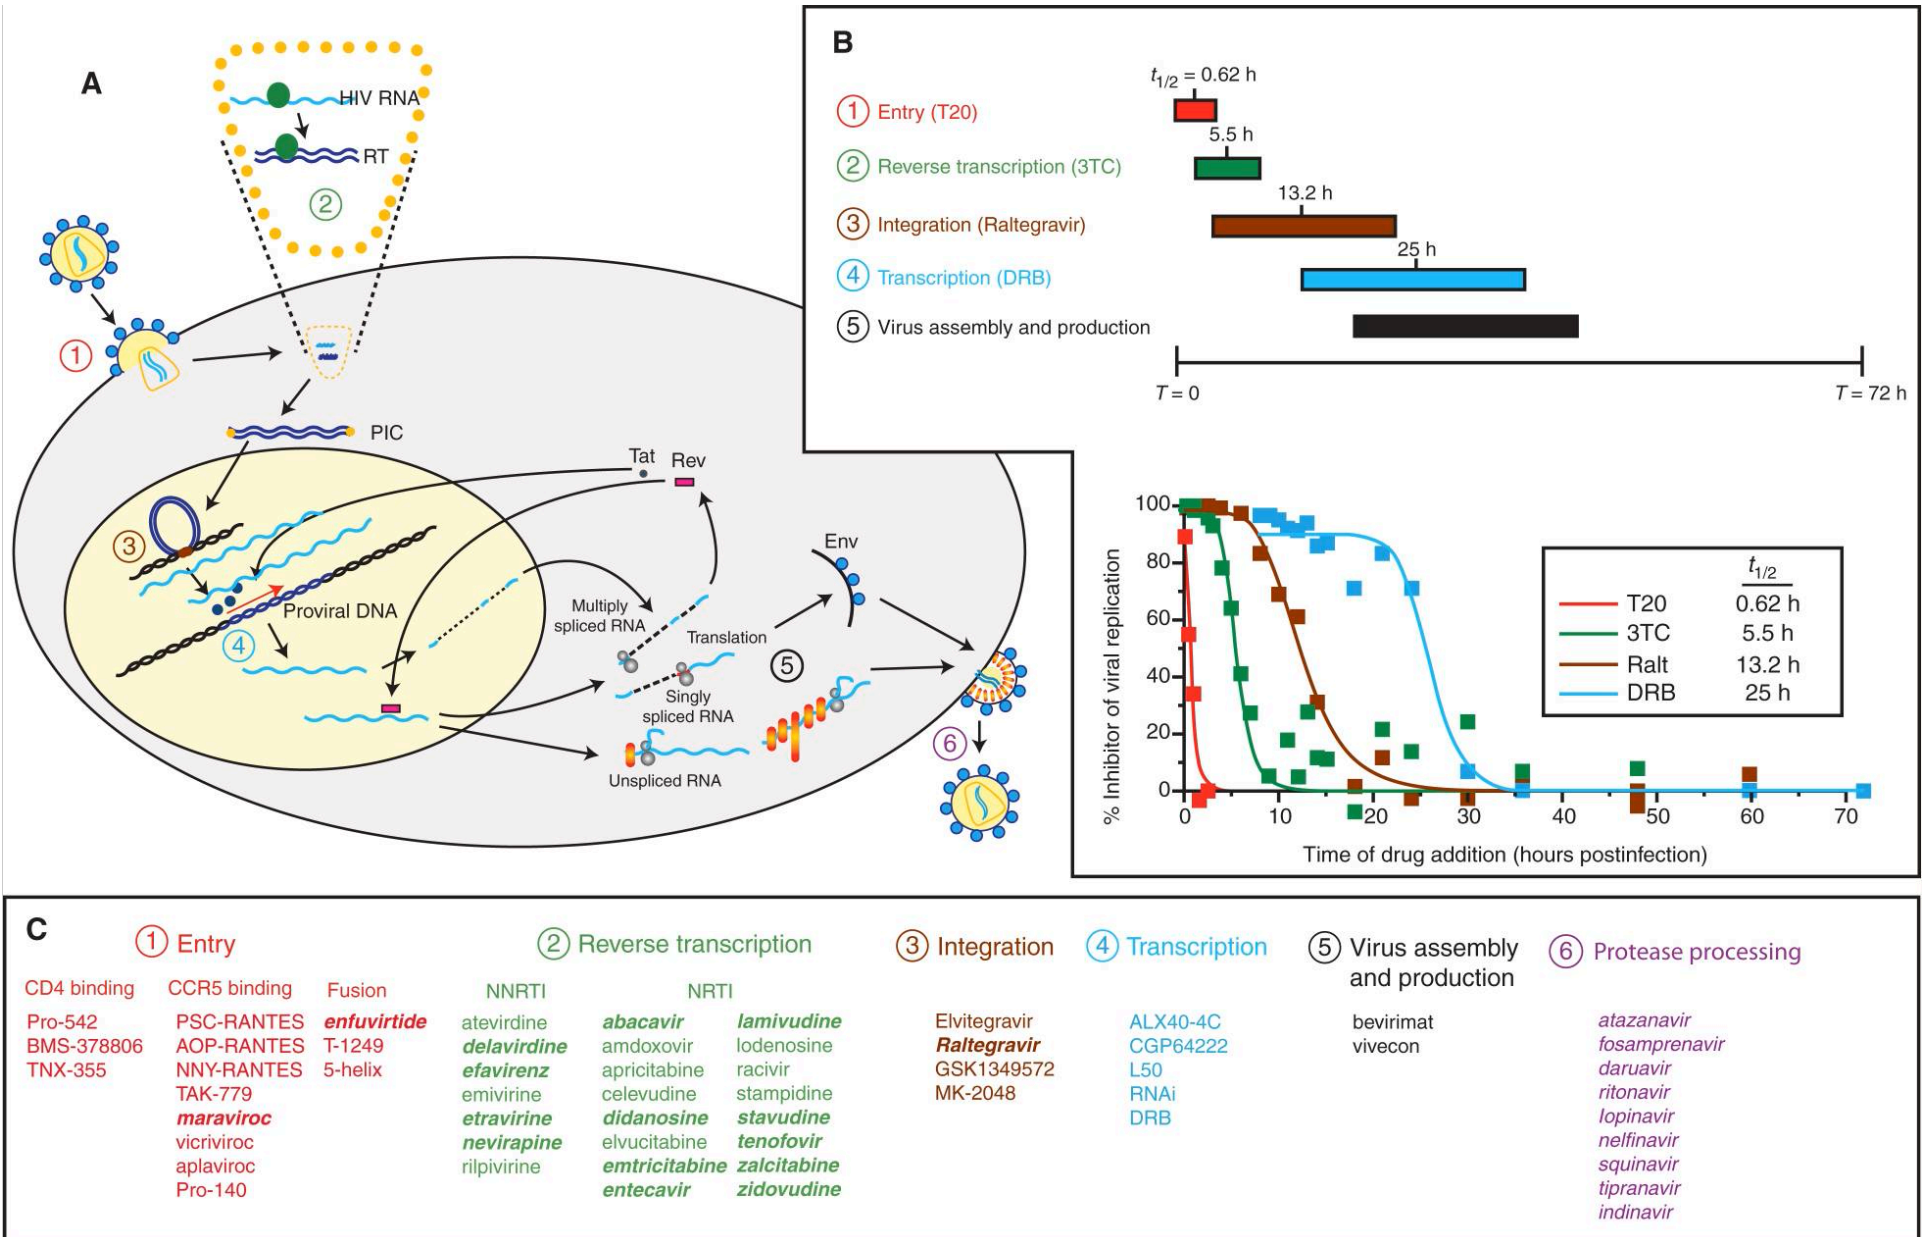 A
HIV RNA
RT
2
1
PIC
Tat
Rev
3
Proviral DNA
4
Multiply
spliced RNA
Translation
Env
5
Singly
spliced RNA
Unspliced RNA
6
B
t1/2 = 0.62 h
1 Entry (T20)
5.5 h
2 Reverse transcription (3TC)
13.2 h
3 Integration (Raltegravir)
25 h
4 Transcription (DRB)
5 Virus assembly and production
T = 0
T = 72 h
% Inhibitor of viral replication
100
80
60
40
20
0
0 10 20 30 40 50 60 70
Time of drug addition (hours postinfection)
t1/2
T20 0.62 h
3TC 5.5 h
Ralt 13.2 h
DRB 25 h
C
1 Entry
CD4 binding
Pro-542
BMS-378806
TNX-355
CCR5 binding
PSC-RANTES
AOP-RANTES
NNY-RANTES
TAK-779
maraviroc
vicriviroc
aplaviroc
Pro-140
Fusion
enfuvirtide
T-1249
5-helix
2 Reverse transcription
NNRTI
atevirdine
delavirdine
efavirenz
emivirine
etravirine
nevirapine
rilpivirine
NRTI
abacavir
amdoxovir
apricitabine
celevudine
didanosine
elvucitabine
emtricitabine
entecavir
lamivudine
lodenosine
racivir
stampidine
stavudine
tenofovir
zalcitabine
zidovudine
3 Integration
Elvitegravir
Raltegravir
GSK1349572
MK-2048
4 Transcription
ALX40-4C
CGP64222
L50
RNAi
DRB
5 Virus assembly
and production
bevirimat
vivecon
6 Protease processing
atazanavir
fosamprenavir
daruavir
ritonavir
lopinavir
nelfinavir
squinavir
tipranavir
indinavir